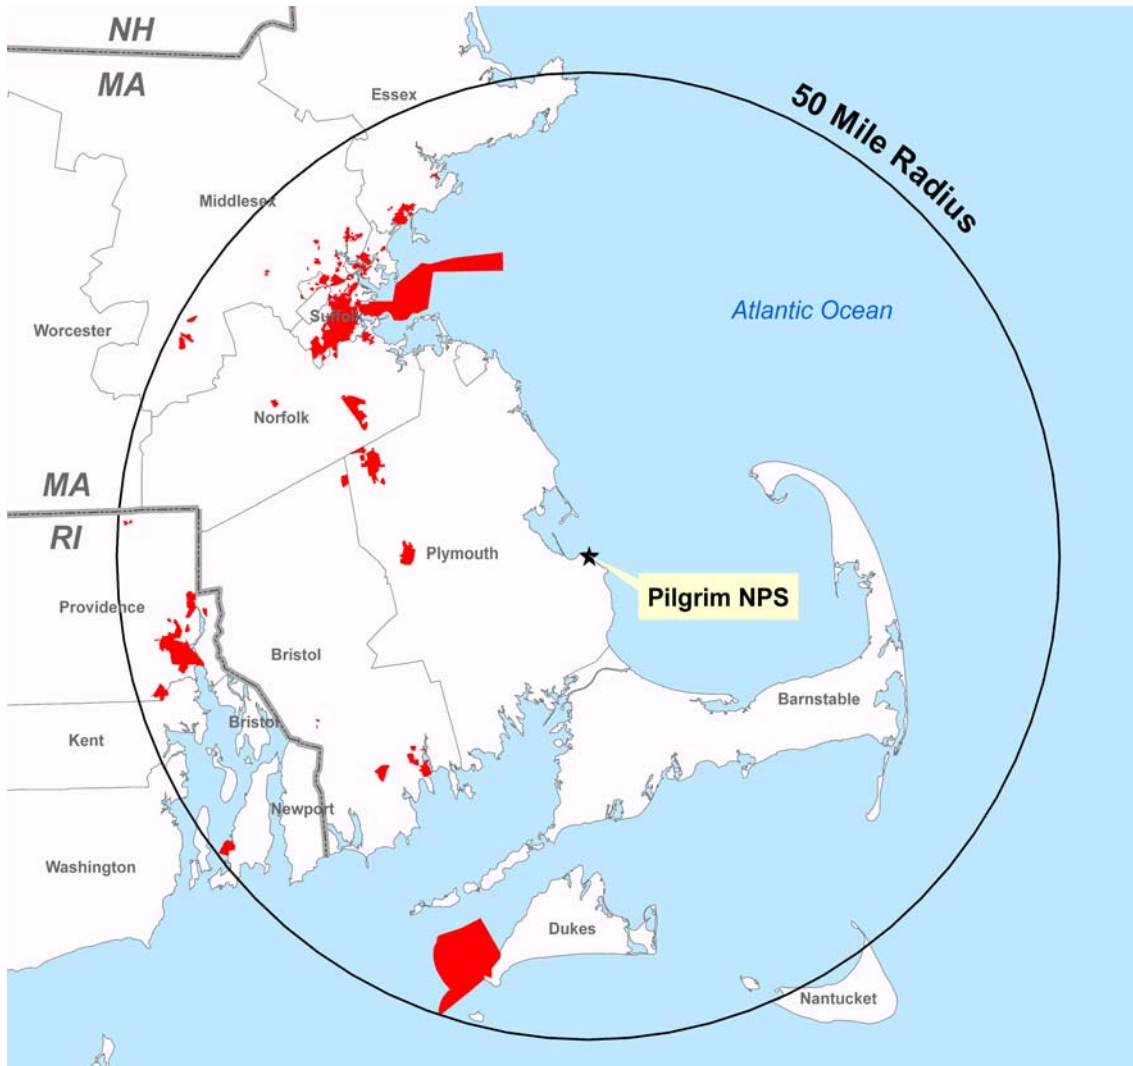 NH
MA
Essex
50 Mile Radius
Middlesex
Atlantic Ocean
Suffolk
Worcester
Norfolk
MA
RI
Plymouth
Pilgrim NPS
Providence
Bristol
Barnstable
Bristol
Kent
Newport
Washington
Dukes
Nantucket